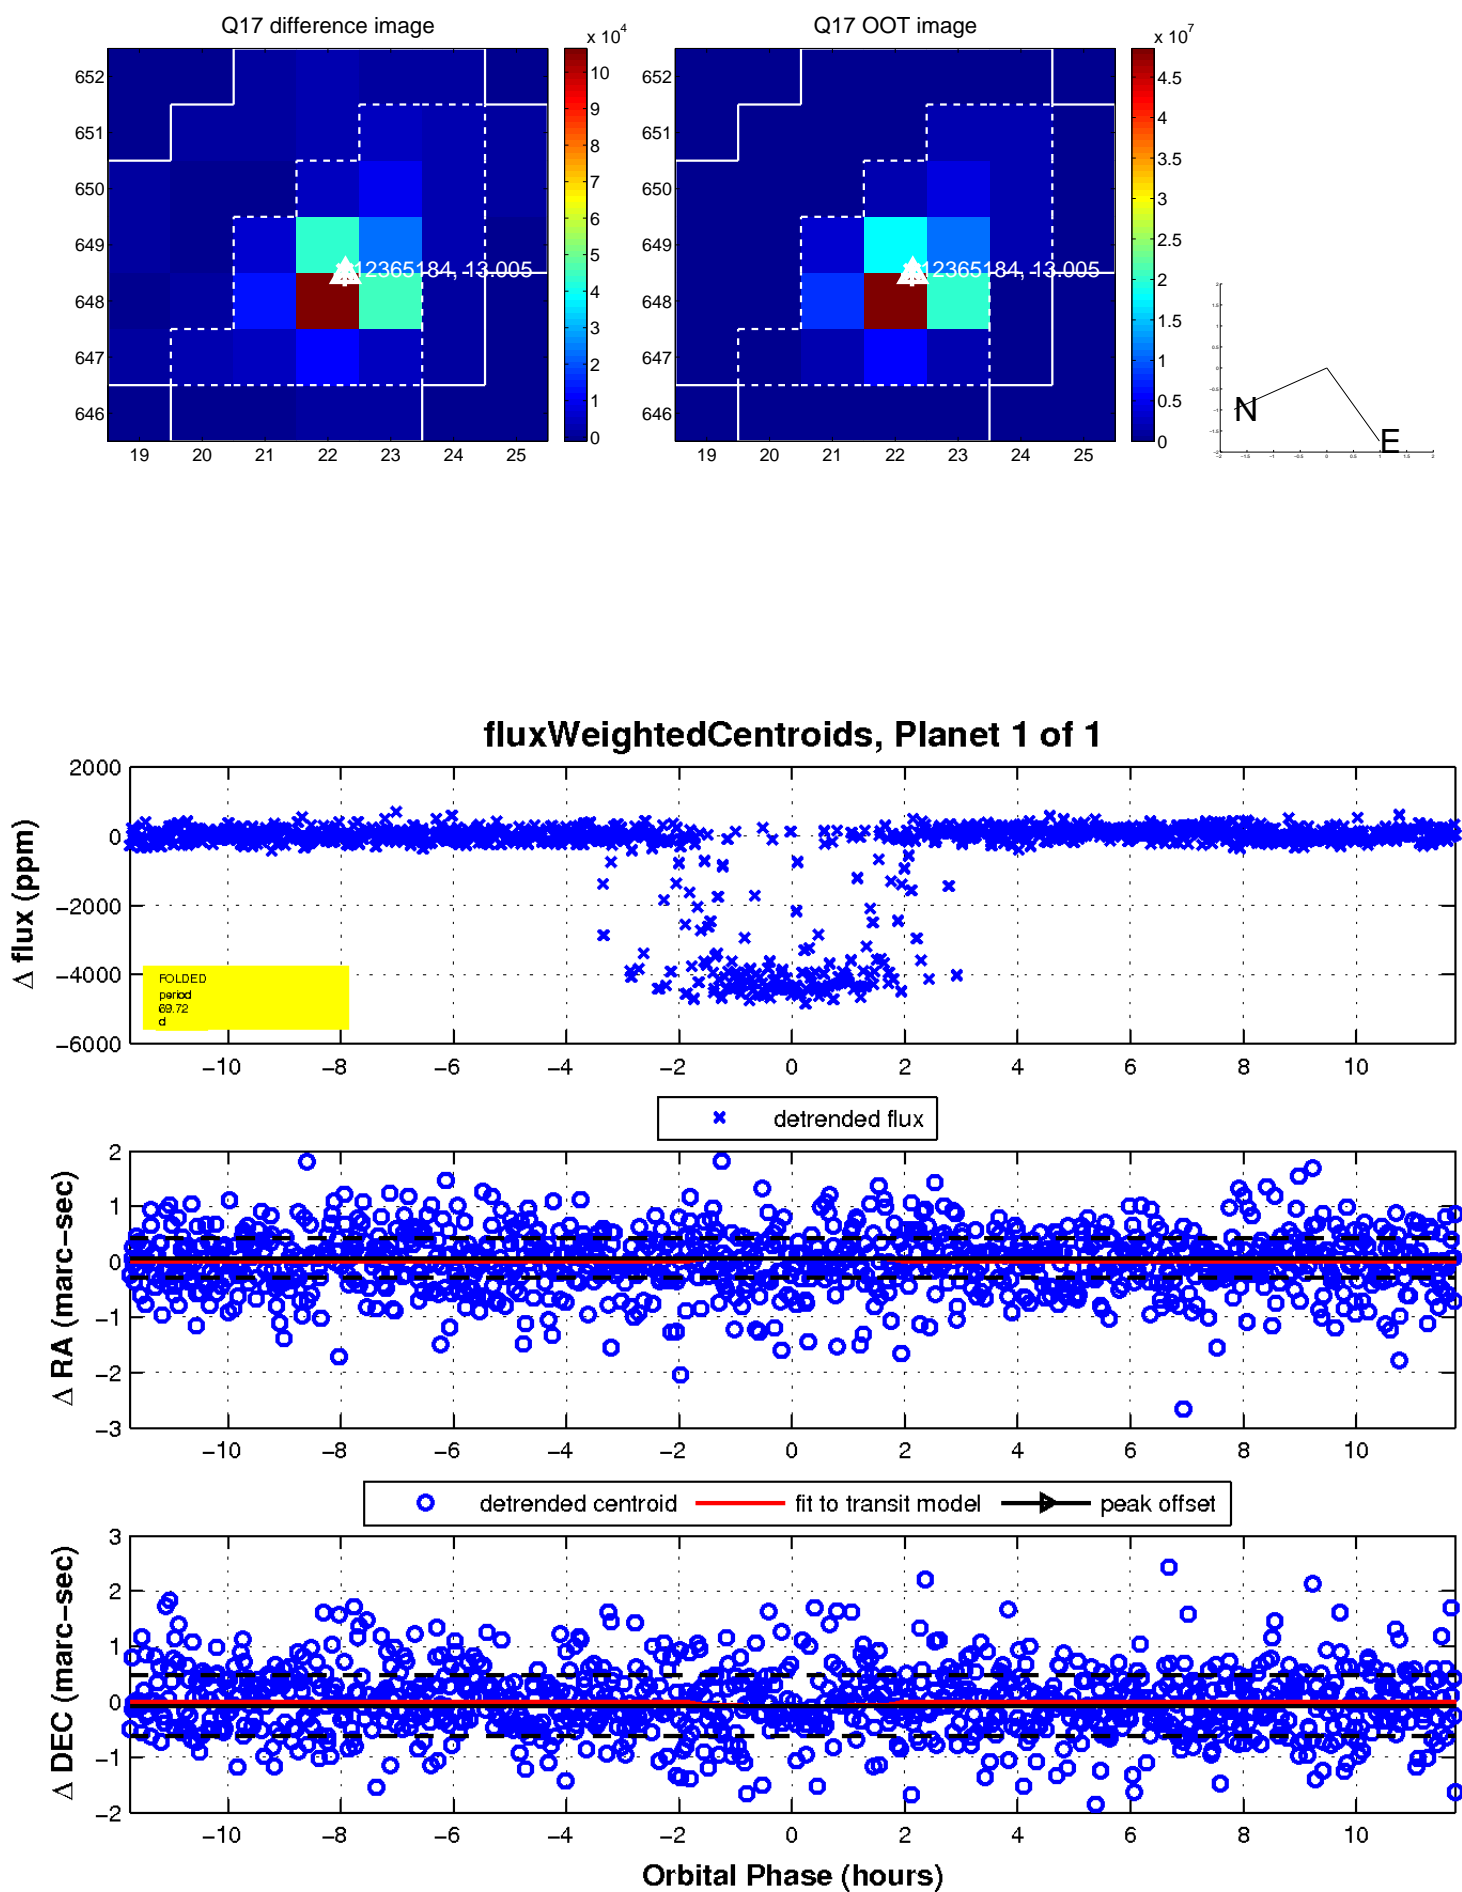 Q17 difference image
Q17 OOT image
x 10^4
x 10^7
652
651
650
649
648
647
646
19 20 21 22 23 24 25
12365184, 13.005
10
9
8
7
6
5
4
3
2
1
0
652
651
650
649
648
647
646
19 20 21 22 23 24 25
12365184, 13.005
4.5
4
3.5
3
2.5
2
1.5
1
0.5
0
N
E
fluxWeightedCentroids, Planet 1 of 1
Δ flux (ppm)
2000
0
−2000
−4000
−6000
FOLDED
period
69.72
d
−10 −8 −6 −4 −2 0 2 4 6 8 10
detrended flux
Δ RA (marc−sec)
2
1
0
−1
−2
−3
−10 −8 −6 −4 −2 0 2 4 6 8 10
detrended centroid fit to transit model peak offset
Δ DEC (marc−sec)
3
2
1
0
−1
−2
−10 −8 −6 −4 −2 0 2 4 6 8 10
Orbital Phase (hours)